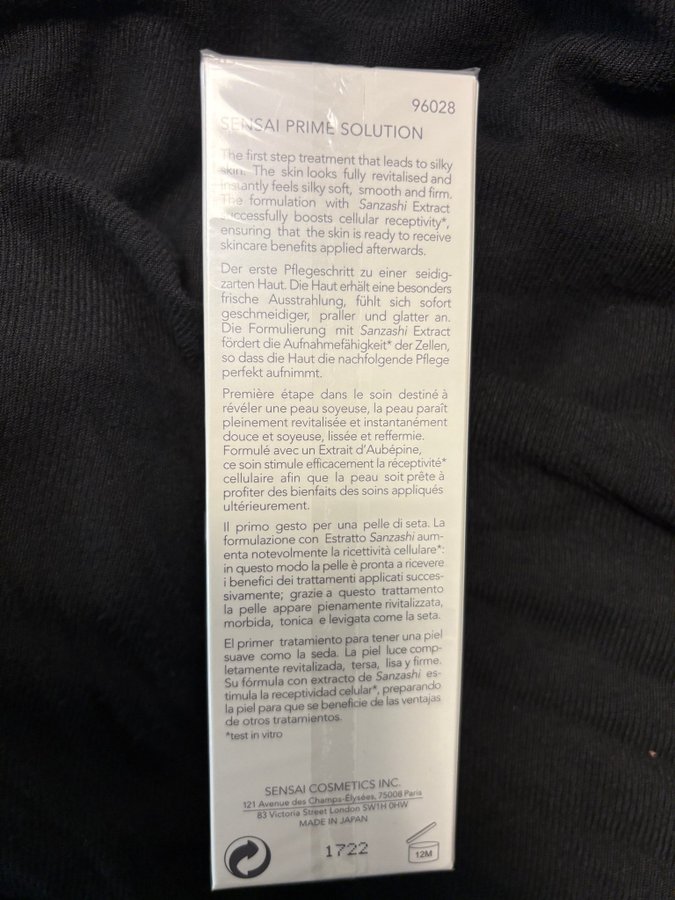 96028
SENSAI PRIME SOLUTION
The first step treatment that leads to silky
skin. The skin looks fully revitalised and
instantly feels silky soft, smooth and firm.
The formulation with Sanzashi Extract
successfully boosts cellular receptivity*,
ensuring that the skin is ready to receive
skincare benefits applied afterwards.
Der erste Pflegeschritt zu einer seidig-
zarten Haut. Die Haut erhält eine besonders
frische Ausstrahlung, fühlt sich sofort
geschmeidiger, praller und glatter an.
Die Formulierung mit Sanzashi Extract
fördert die Aufnahmefähigkeit* der Zellen,
so dass die Haut die nachfolgende Pflege
perfekt aufnimmt.
Première étape dans le soin destiné à
révéler une peau soyeuse, la peau paraît
pleinement revitalisée et instantanément
douce et soyeuse, lissée et reffermie.
Formulé avec un Extrait d'Aubépine,
ce soin stimule efficacement la réceptivité*
cellulaire afin que la peau soit prête à
profiter des bienfaits des soins appliqués
ultérieurement.
Il primo gesto per una pelle di seta. La
formulazione con Estratto Sanzashi aum-
enta notevolmente la ricettività cellulare*:
in questo modo la pelle è pronta a ricevere
i benefici dei trattamenti applicati succes-
sivamente; grazie a questo trattamento
la pelle appare pienamente rivitalizzata,
morbida, tonica e levigata come la seta.
El primer tratamiento para tener una piel
suave como la seda. La piel luce comp-
letamente revitalizada, tersa, lisa y firme.
Su fórmula con extracto de Sanzashi es-
timula la receptividad celular*, preparando
la piel para que se beneficie de las ventajas
de otros tratamientos.
*test in vitro
SENSAI COSMETICS INC.
121 Avenue des Champs-Élysées, 75008 Paris
83 Victoria Street London SW1H 0HW
MADE IN JAPAN
1722
12M